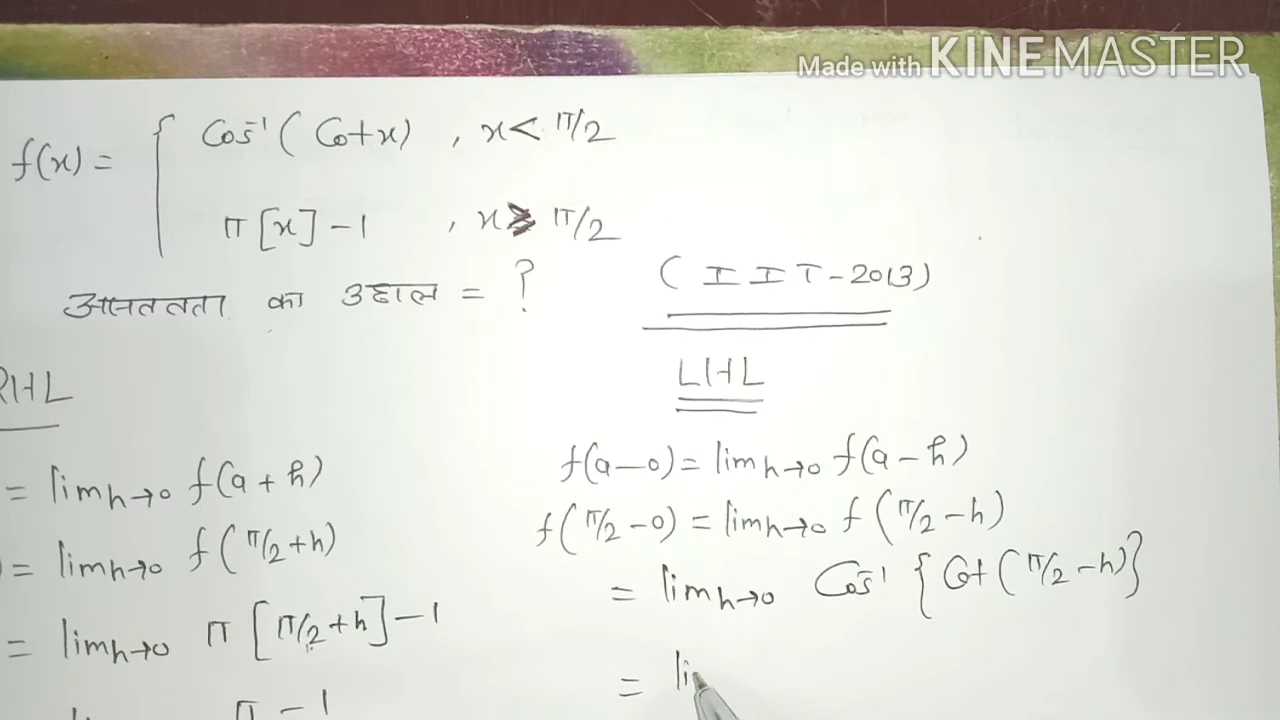 Made with KINEMASTER
f(x) = { Cos⁻¹ ( Cot x) , x < π/2
π [x] - 1 , x ≥ π/2
असततता का उछाल = ?
( I I T - 2013 )
RHL
= lim h→0 f(a + h)
= lim h→0 f( π/2 + h)
= lim h→0 π [ π/2 + h ] - 1
π - 1
LHL
f(a-0) = lim h→0 f(a - h)
f( π/2 - 0) = lim h→0 f ( π/2 - h)
= lim h→0 Cos⁻¹ { Cot ( π/2 - h) }
= li